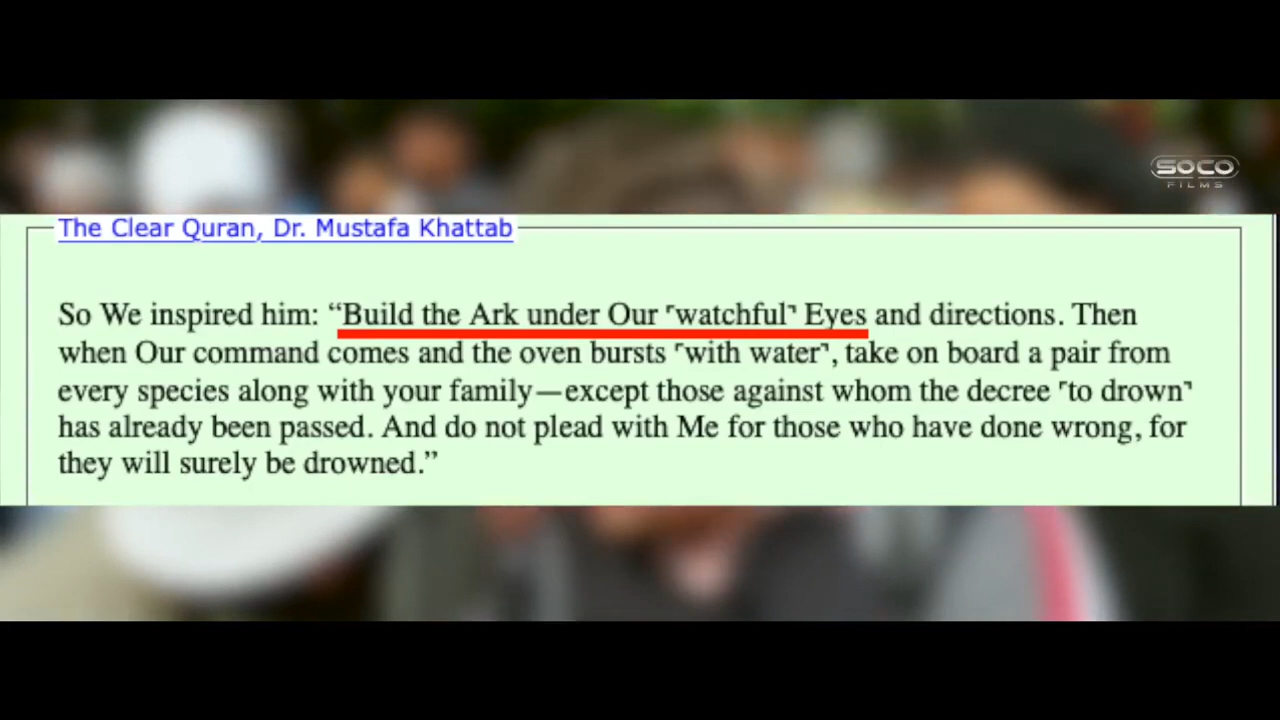 SOCO
FILMS
The Clear Quran, Dr. Mustafa Khattab
So We inspired him: “Build the Ark under Our ˹watchful˺ Eyes and directions. Then
when Our command comes and the oven bursts ˹with water˺, take on board a pair from
every species along with your family—except those against whom the decree ˹to drown˺
has already been passed. And do not plead with Me for those who have done wrong, for
they will surely be drowned.”